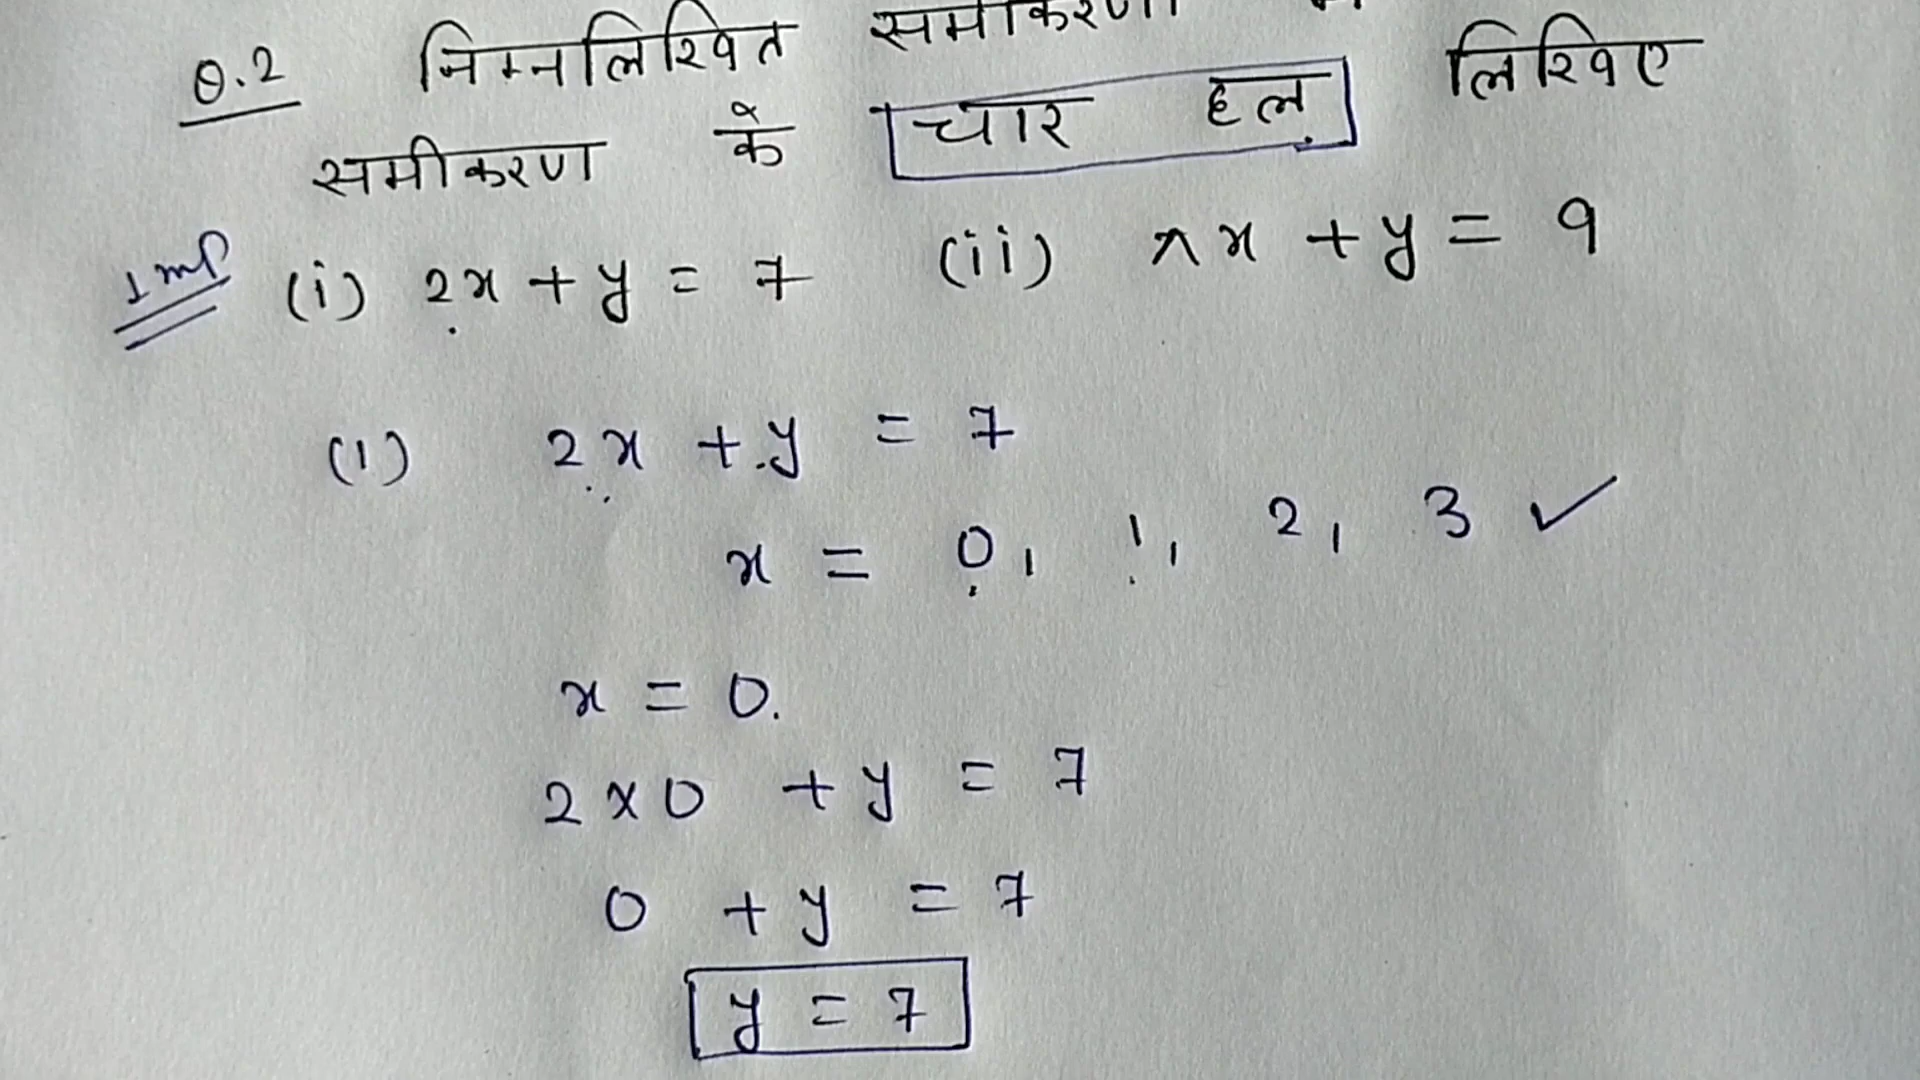 Q.2 निम्नलिखित समीकरणों में
समीकरण के चार हल लिखिए
Imp (i) 2x + y = 7 (ii) πx + y = 9
(1) 2x + y = 7
x = 0, 1, 2, 3 ✓
x = 0.
2 × 0 + y = 7
0 + y = 7
y = 7